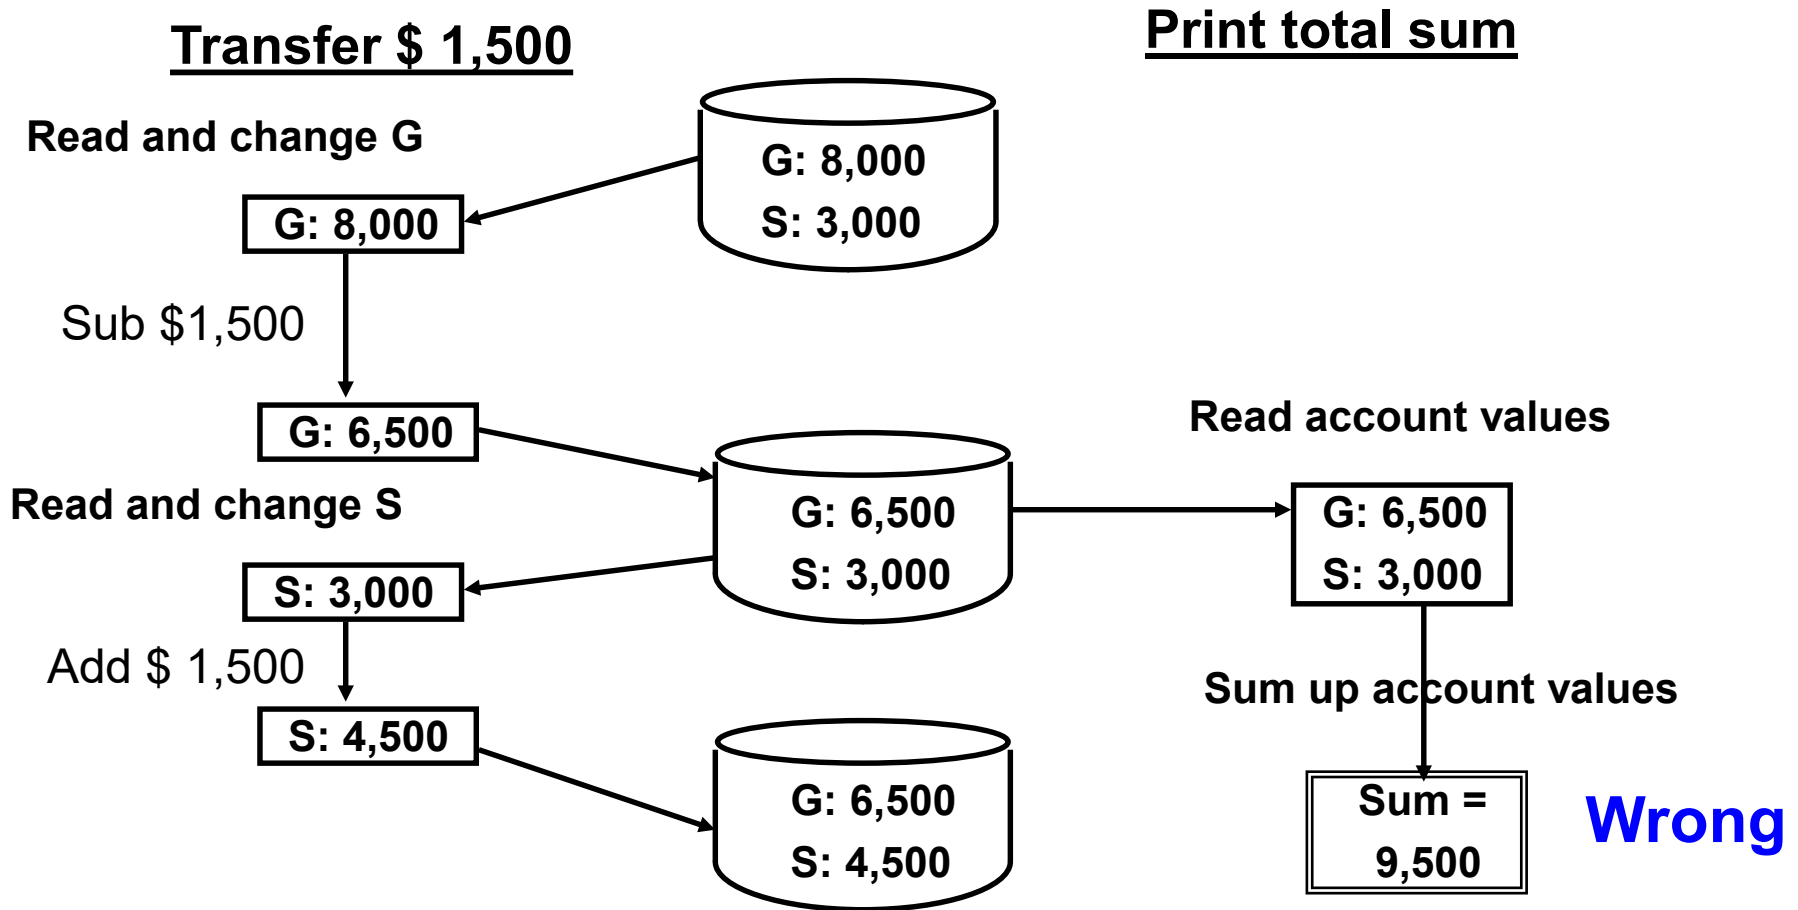 Transfer $ 1,500
Print total sum
Read and change G
G: 8,000
S: 3,000
G: 8,000
Sub $1,500
G: 6,500
Read account values
Read and change S
G: 6,500
S: 3,000
G: 6,500
S: 3,000
S: 3,000
Add $ 1,500
Sum up account values
S: 4,500
G: 6,500
S: 4,500
Sum =
9,500
Wrong